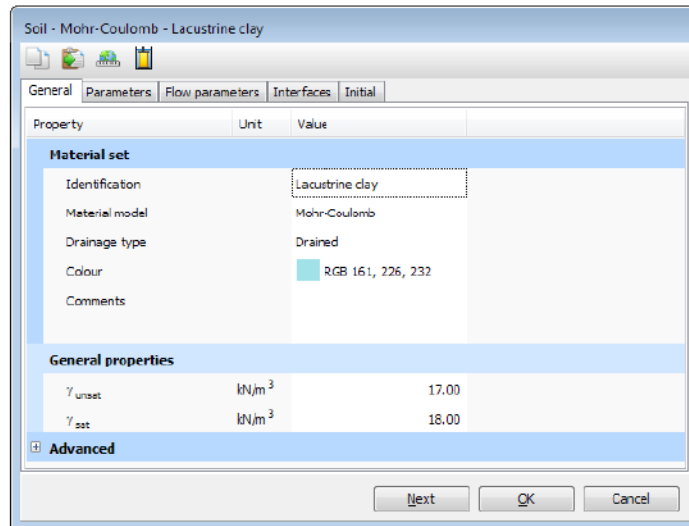 Soil - Mohr-Coulomb - Lacustrine clay
General Parameters Flow parameters Interfaces Initial
Property Unit Value
Material set
Identification Lacustrine clay
Material model Mohr-Coulomb
Drainage type Drained
Colour RGB 161, 226, 232
Comments
General properties
γ unsat kN/m³ 17.00
γ sat kN/m³ 18.00
Advanced
Next OK Cancel